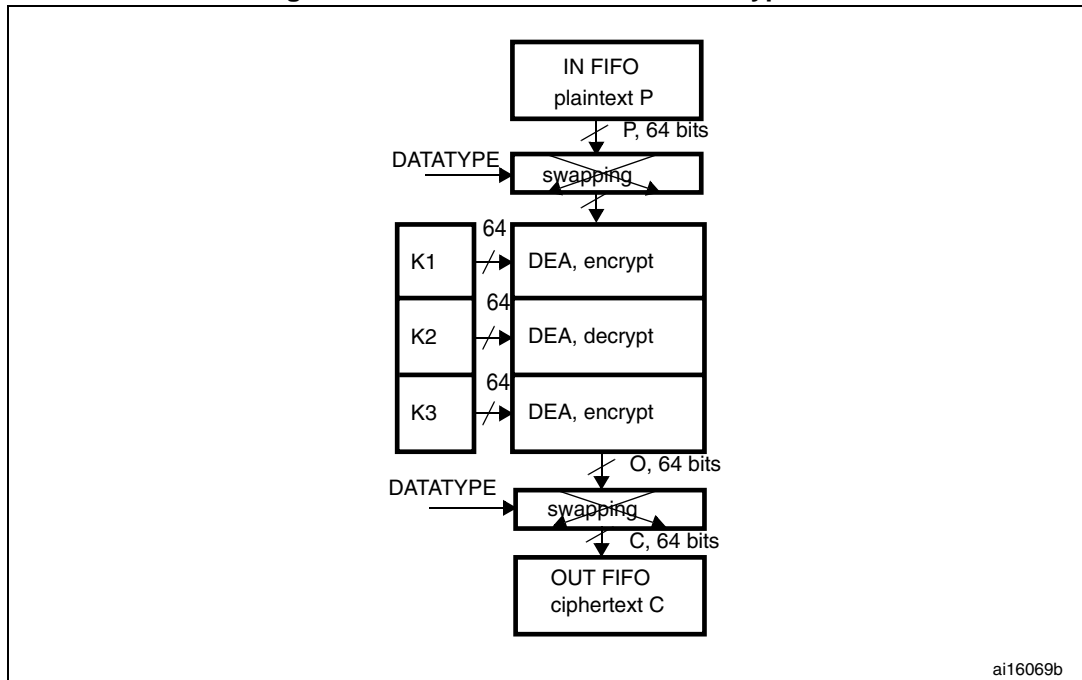 IN FIFO
plaintext P
P, 64 bits
DATATYPE
swapping
64
K1
DEA, encrypt
64
K2
DEA, decrypt
64
K3
DEA, encrypt
O, 64 bits
DATATYPE
swapping
C, 64 bits
OUT FIFO
ciphertext C
ai16069b